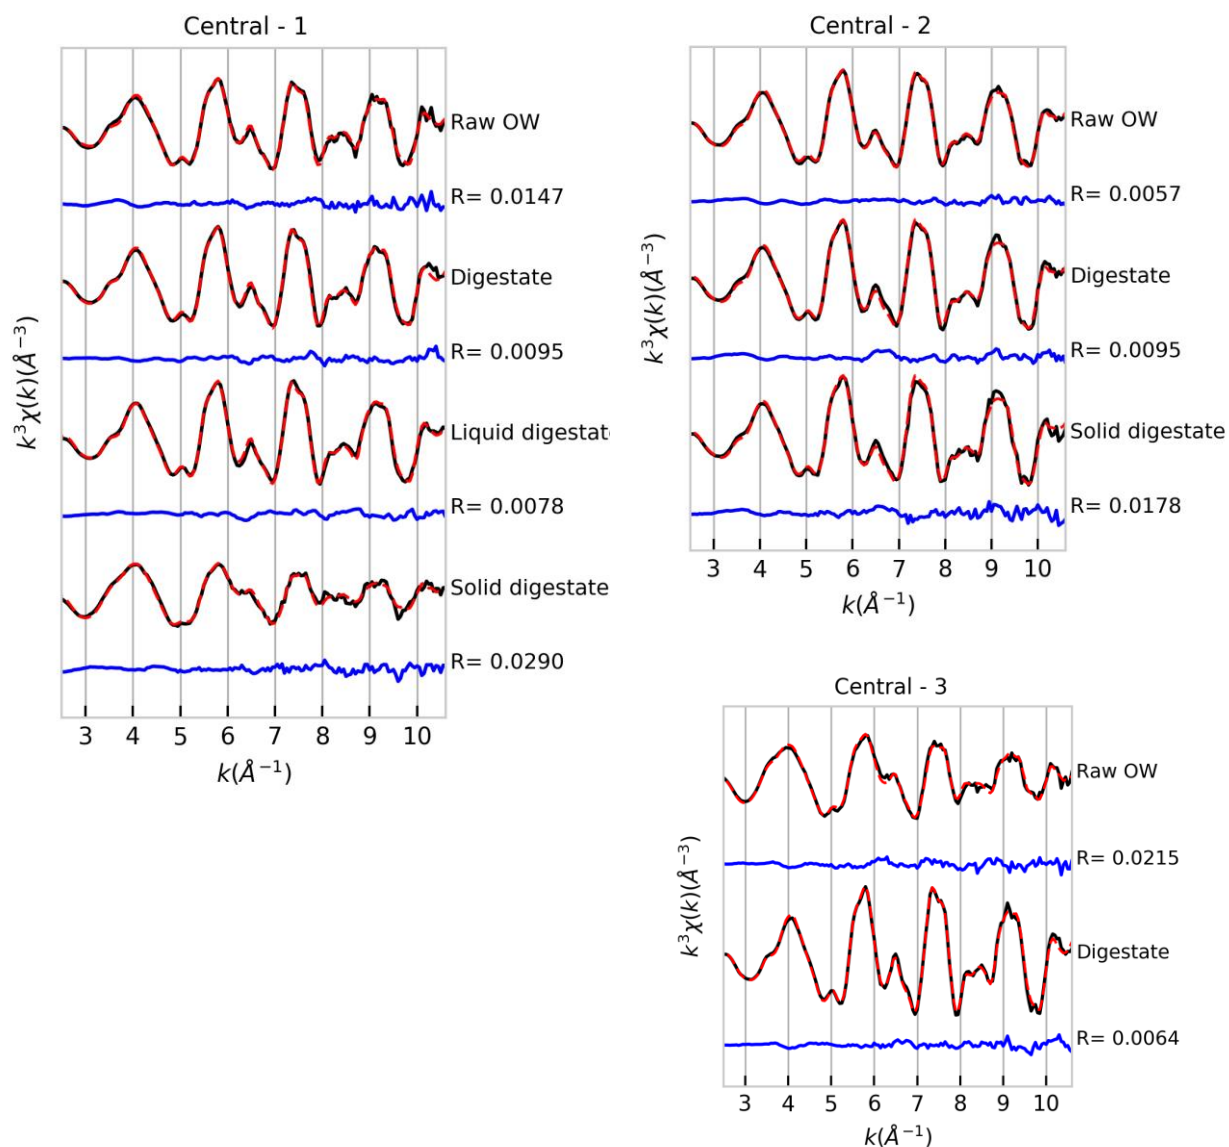 Central - 1
Raw OW
R= 0.0147
Digestate
R= 0.0095
Liquid digestat
R= 0.0078
Solid digestate
R= 0.0290
k³χ(k)(Å⁻³)
3 4 5 6 7 8 9 10
k(Å⁻¹)
Central - 2
Raw OW
R= 0.0057
Digestate
R= 0.0095
Solid digestate
R= 0.0178
k³χ(k)(Å⁻³)
3 4 5 6 7 8 9 10
k(Å⁻¹)
Central - 3
Raw OW
R= 0.0215
Digestate
R= 0.0064
k³χ(k)(Å⁻³)
3 4 5 6 7 8 9 10
k(Å⁻¹)